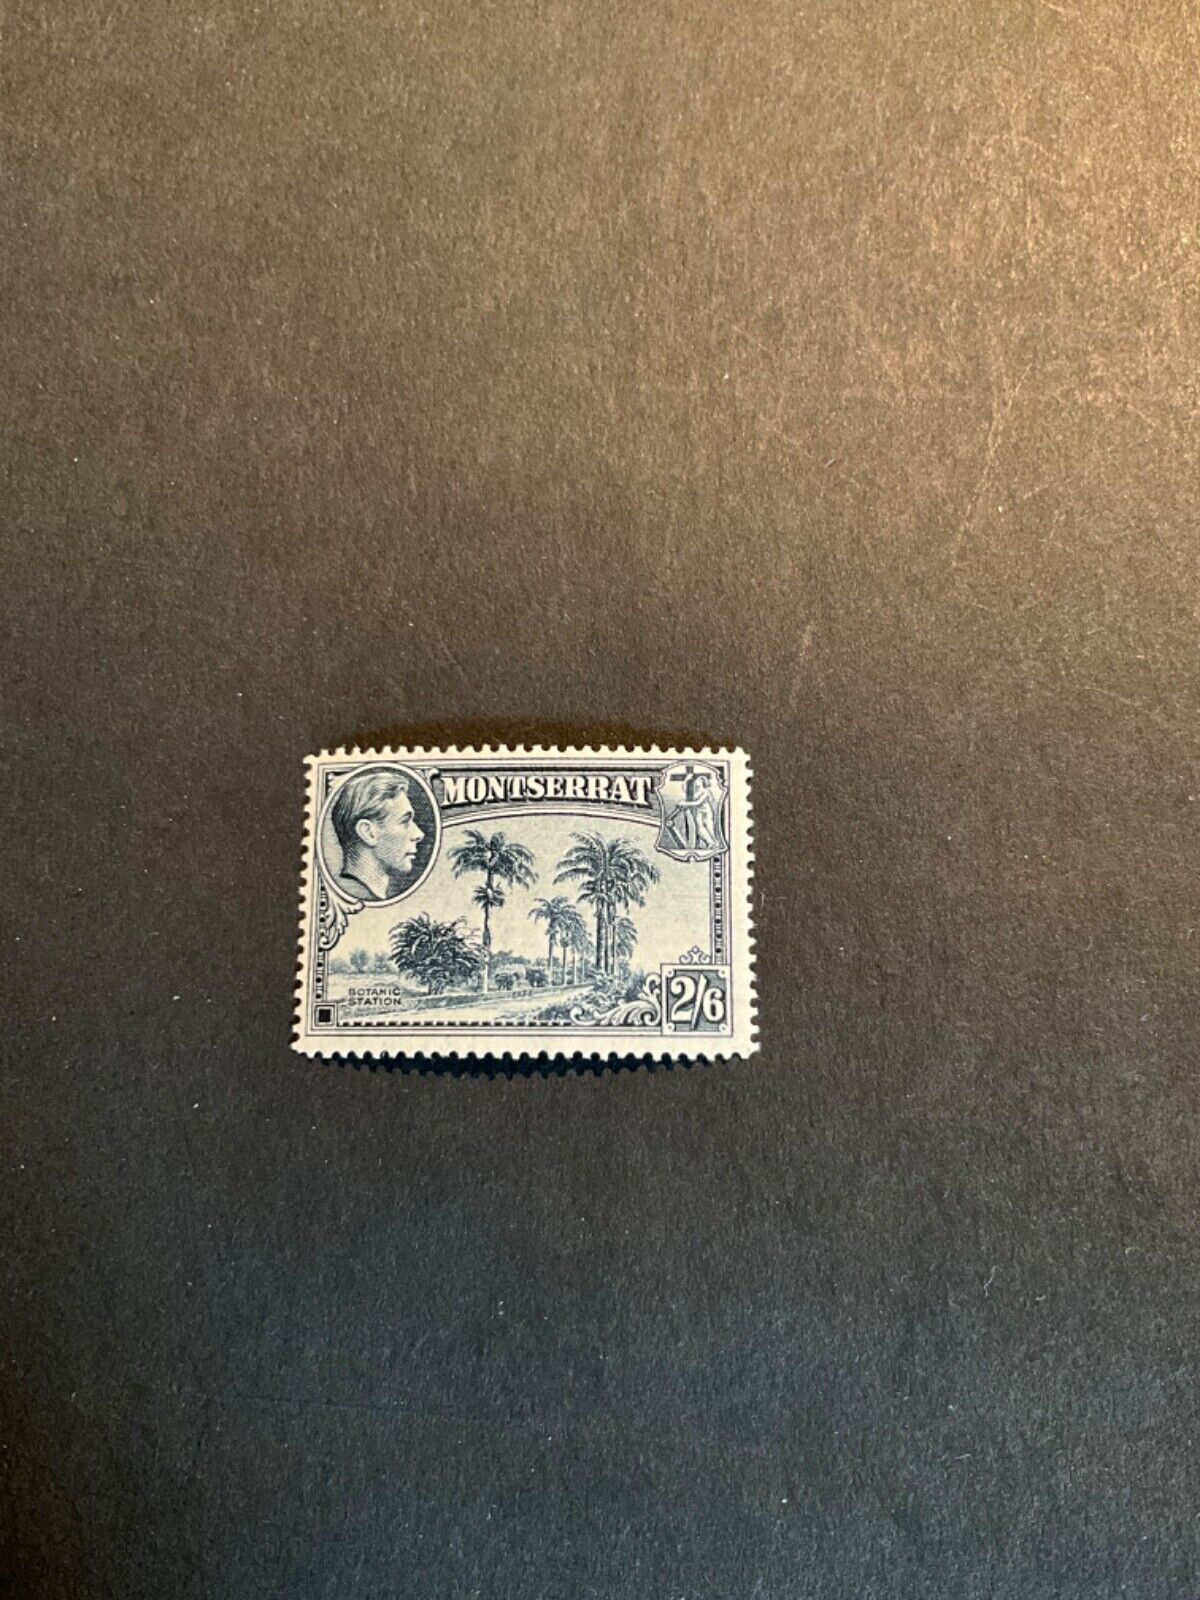 MONTSERRAT
BOTANIC
STATION
2/6